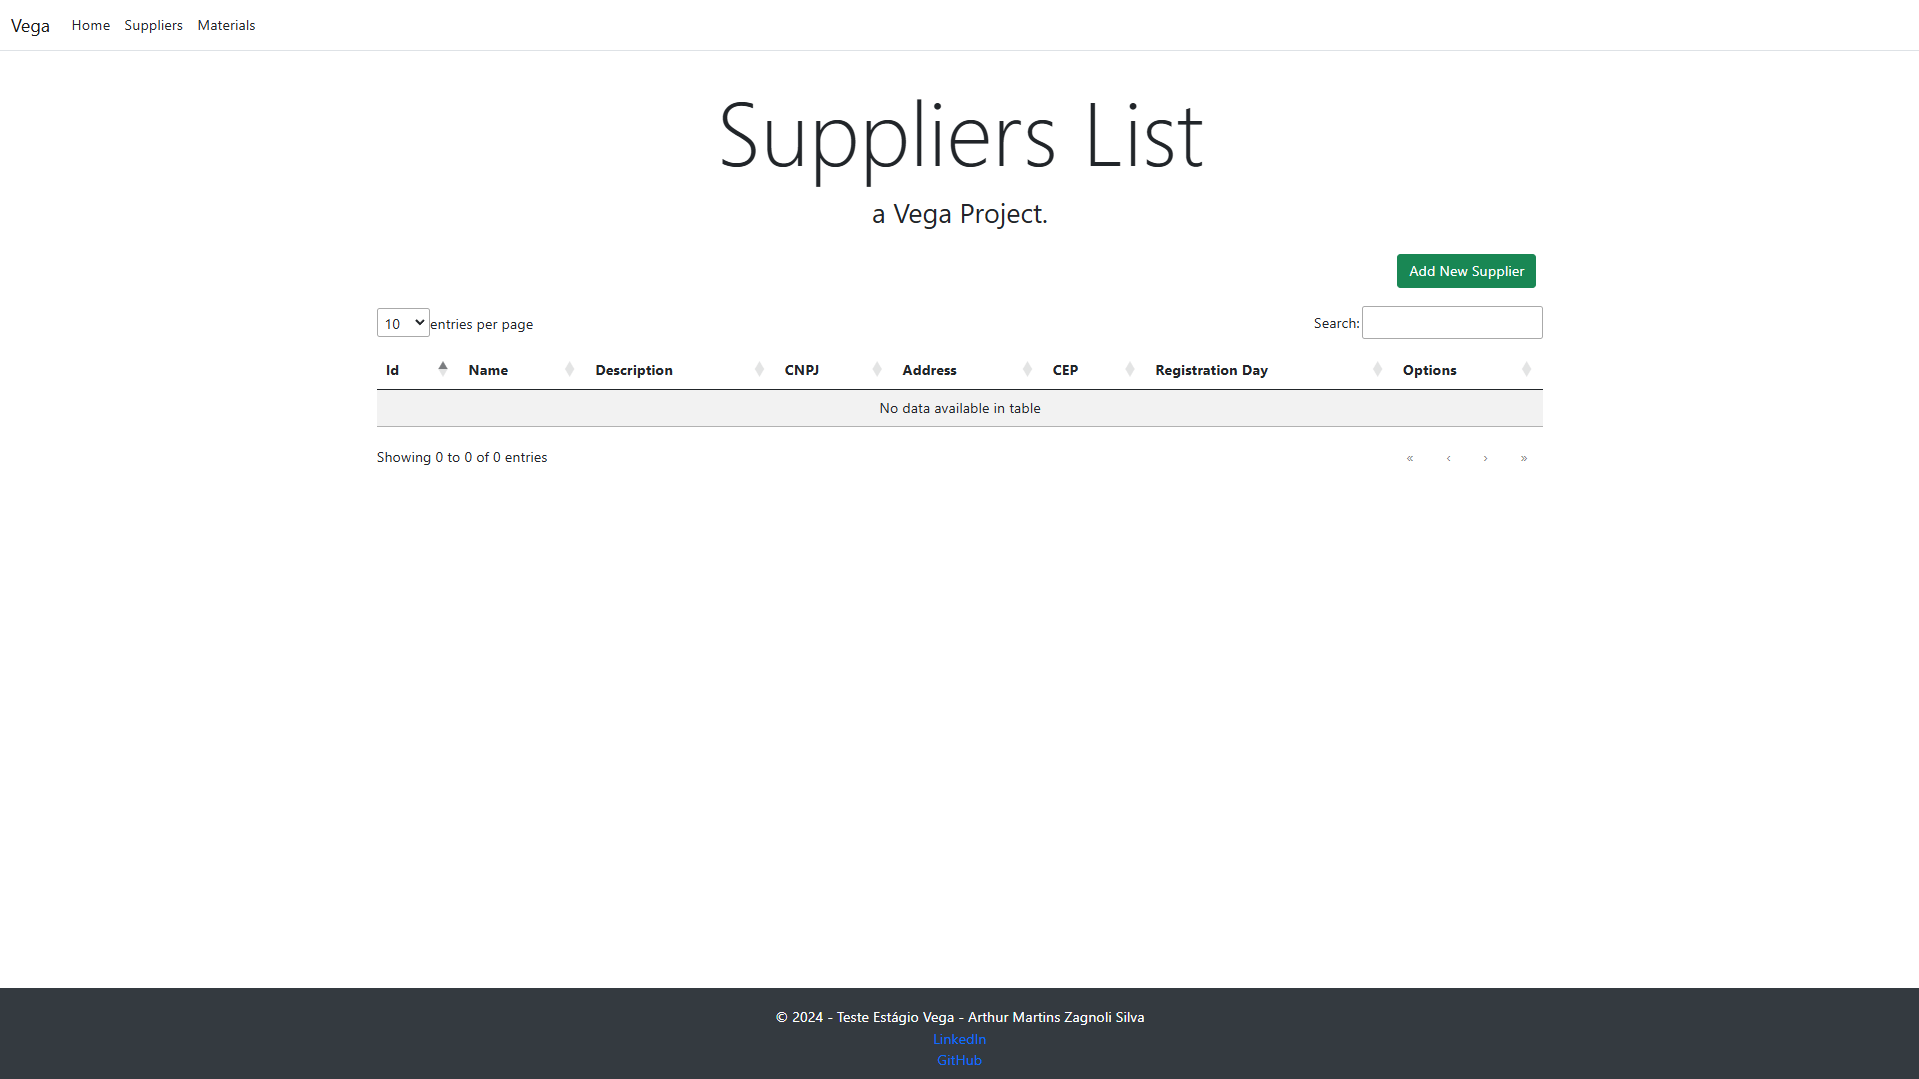 Vega Home Suppliers Materials
Suppliers List
a Vega Project.
Add New Supplier
10 entries per page Search:
Id Name Description CNPJ Address CEP Registration Day Options
No data available in table
Showing 0 to 0 of 0 entries « ‹ › »
© 2024 - Teste Estágio Vega - Arthur Martins Zagnoli Silva
LinkedIn
GitHub